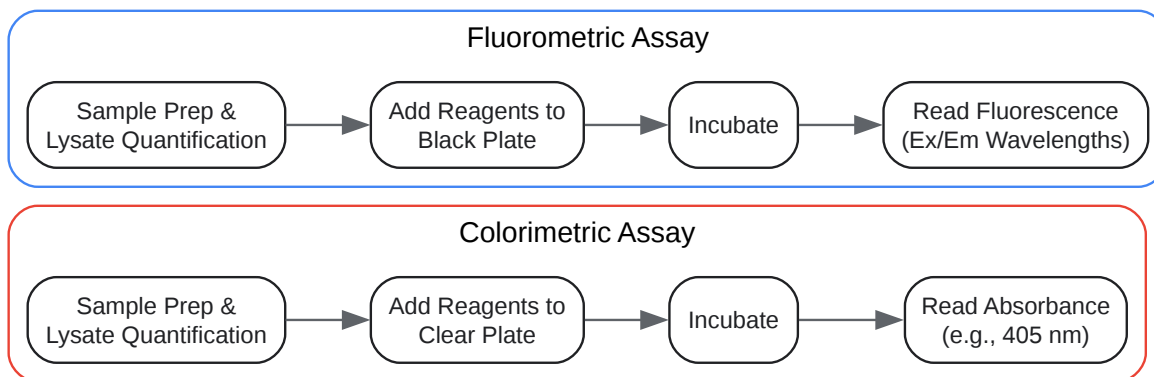 Fluorometric Assay
Sample Prep &
Lysate Quantification
Add Reagents to
Black Plate
Incubate
Read Fluorescence
(Ex/Em Wavelengths)
Colorimetric Assay
Sample Prep &
Lysate Quantification
Add Reagents to
Clear Plate
Incubate
Read Absorbance
(e.g., 405 nm)